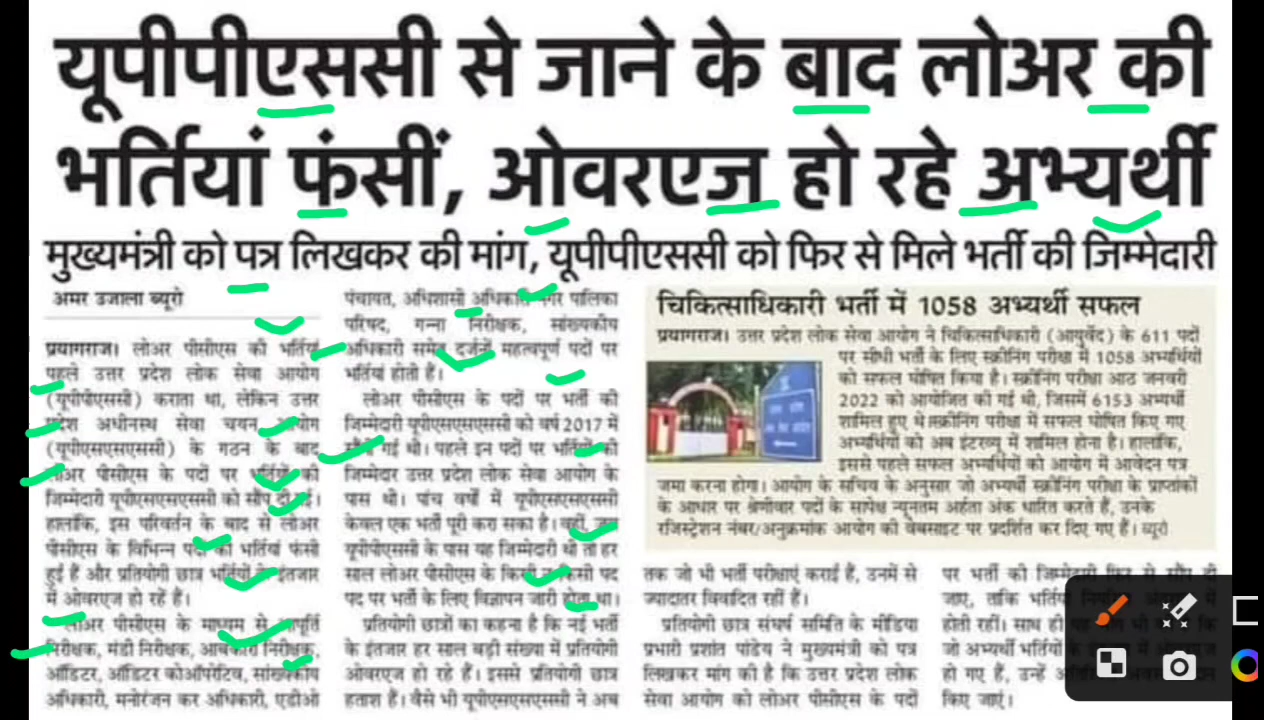 यूपीपीएससी से जाने के बाद लोअर की
भर्तियां फंसीं, ओवरएज हो रहे अभ्यर्थी
मुख्यमंत्री को पत्र लिखकर की मांग, यूपीपीएससी को फिर से मिले भर्ती की जिम्मेदारी
अमर उजाला ब्यूरो
प्रयागराज। लोअर पीसीएस की भर्तियां
पहले उत्तर प्रदेश लोक सेवा आयोग
(यूपीपीएससी) कराता था, लेकिन उत्तर
प्रदेश अधीनस्थ सेवा चयन आयोग
(यूपीएसएसएससी) के गठन के बाद
लोअर पीसीएस के पदों पर भर्तियों की
जिम्मेदारी यूपीएसएसएससी को सौंप दी गई।
हालांकि, इस परिवर्तन के बाद से लोअर
पीसीएस के विभिन्न पदों की भर्तियां फंसी
हुई हैं और प्रतियोगी छात्र भर्तियों के इंतजार
में ओवरएज हो रहें हैं।
लोअर पीसीएस के माध्यम से आपूर्ति
निरीक्षक, मंडी निरीक्षक, आबकारी निरीक्षक,
ऑडिटर, ऑडिटर कोऑपरेटिव, सांख्यकीय
अधिकारी, मनोरंजन कर अधिकारी, एडीओ
पंचायत, अधिशासी अधिकारी नगर पालिका
परिषद, गन्ना निरीक्षक, सांख्यकीय
अधिकारी समेत दर्जनों महत्वपूर्ण पदों पर
भर्तियां होती हैं।
लोअर पीसीएस के पदों पर भर्ती की
जिम्मेदारी यूपीएसएसएससी को वर्ष 2017 में
सौंपी गई थी। पहले इन पदों पर भर्तियों की
जिम्मेदार उत्तर प्रदेश लोक सेवा आयोग के
पास थी। पांच वर्षों में यूपीएसएसएससी
केवल एक भर्ती पूरी करा सका है। वहीं, जब
यूपीपीएससी के पास यह जिम्मेदारी थी तो हर
साल लोअर पीसीएस के किसी न किसी पद
पद पर भर्ती के लिए विज्ञापन जारी होता था।
प्रतियोगी छात्रों का कहना है कि नई भर्ती
के इंतजार हर साल बड़ी संख्या में प्रतियोगी
ओवरएज हो रहे हैं। इससे प्रतियोगी छात्र
हताश हैं। वैसे भी यूपीएसएसएससी ने अब
चिकित्साधिकारी भर्ती में 1058 अभ्यर्थी सफल
प्रयागराज। उत्तर प्रदेश लोक सेवा आयोग ने चिकित्साधिकारी (आयुर्वेद) के 611 पदों
पर सीधी भर्ती के लिए स्क्रीनिंग परीक्षा में 1058 अभ्यर्थियों
को सफल घोषित किया है। स्क्रीनिंग परीक्षा आठ जनवरी
2022 को आयोजित की गई थी, जिसमें 6153 अभ्यर्थी
शामिल हुए थे।स्क्रीनिंग परीक्षा में सफल घोषित किए गए
अभ्यर्थियों को अब इंटरव्यू में शामिल होना है। हालांकि,
इससे पहले सफल अभ्यर्थियों को आयोग में आवेदन पत्र
जमा करना होगा। आयोग के सचिव के अनुसार जो अभ्यर्थी स्क्रीनिंग परीक्षा के प्राप्तांकों
के आधार पर श्रेणीवार पदों के सापेक्ष न्यूनतम अर्हता अंक धारित करते हैं, उनके
रजिस्ट्रेशन नंबर/अनुक्रमांक आयोग की वेबसाइट पर प्रदर्शित कर दिए गए हैं। ब्यूरो
तक जो भी भर्ती परीक्षाएं कराई हैं, उनमें से
ज्यादातर विवादित रहीं हैं।
प्रतियोगी छात्र संघर्ष समिति के मीडिया
प्रभारी प्रशांत पांडेय ने मुख्यमंत्री को पत्र
लिखकर मांग की है कि उत्तर प्रदेश लोक
सेवा आयोग को लोअर पीसीएस के पदों
पर भर्ती की जिम्मेदारी फिर से सौंप दी
जाए, ताकि भर्तियां
होती रहीं। साथ ही
जो अभ्यर्थी भर्तियों के
हो गए हैं, उन्हें
किए जाएं।